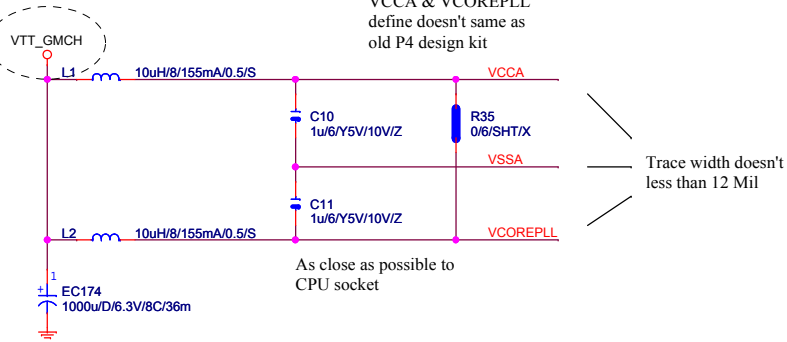 VCCA & VCOREPLL
define doesn't same as
old P4 design kit
VTT_GMCH
L1
10uH/8/155mA/0.5/S
VCCA
C10
1u/6/Y5V/10V/Z
R35
0/6/SHT/X
VSSA
Trace width doesn't
less than 12 Mil
C11
1u/6/Y5V/10V/Z
L2
10uH/8/155mA/0.5/S
VCOREPLL
As close as possible to
CPU socket
1
+
EC174
1000u/D/6.3V/8C/36m